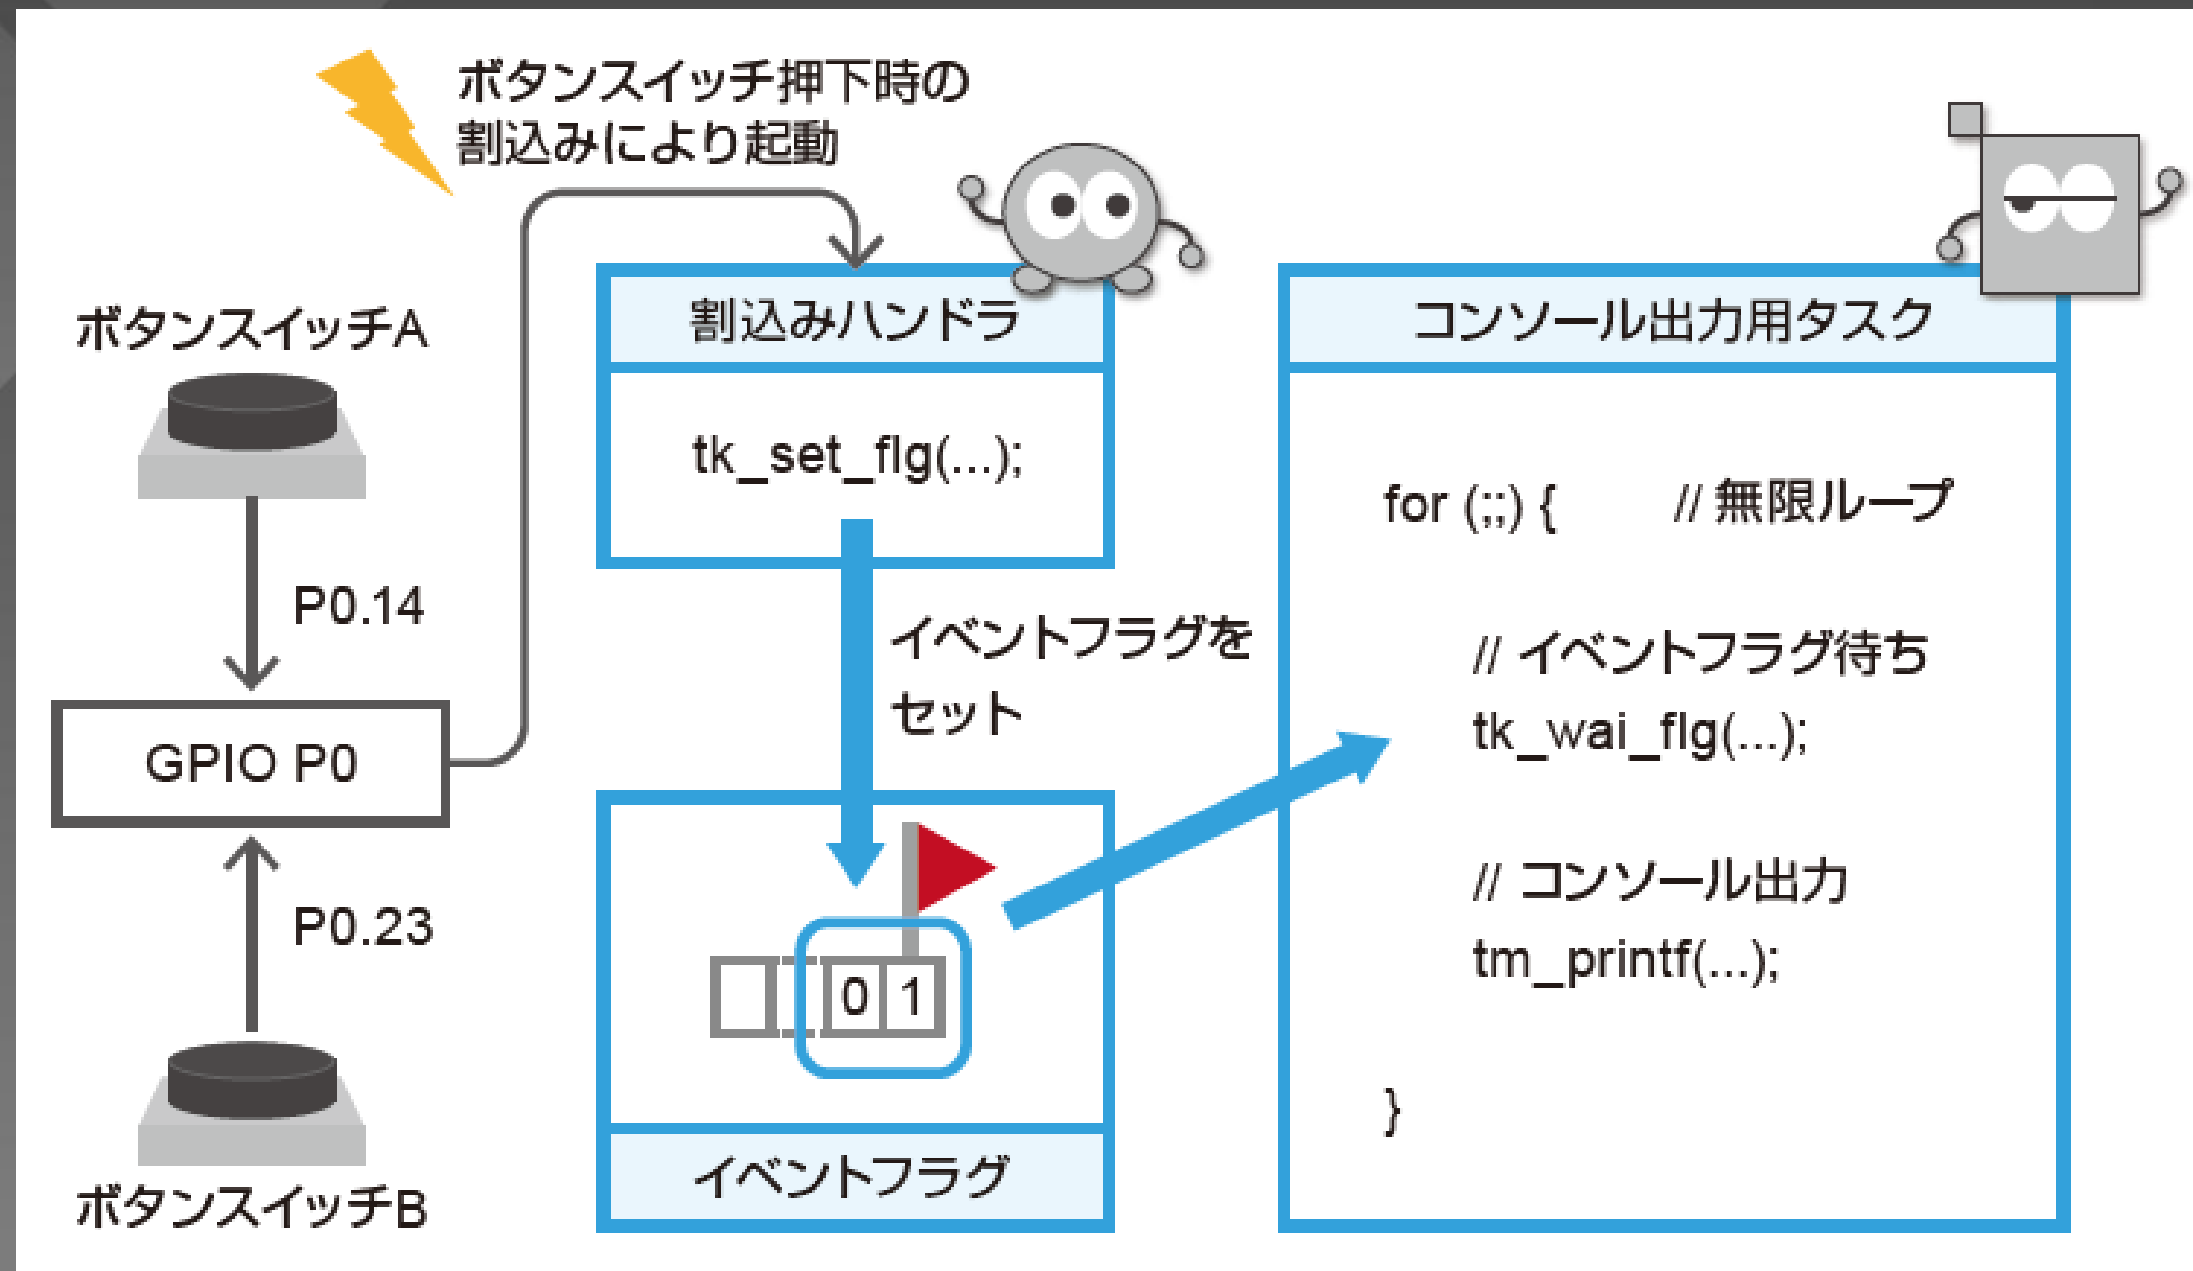 ボタンスイッチ押下時の
割込みにより起動
ボタンスイッチA
P0.14
GPIO P0
P0.23
ボタンスイッチB
割込みハンドラ
tk_set_flg(...);
イベントフラグを
セット
0 1
イベントフラグ
コンソール出力用タスク
for (;;) { // 無限ループ
// イベントフラグ待ち
tk_wai_flg(...);
// コンソール出力
tm_printf(...);
}